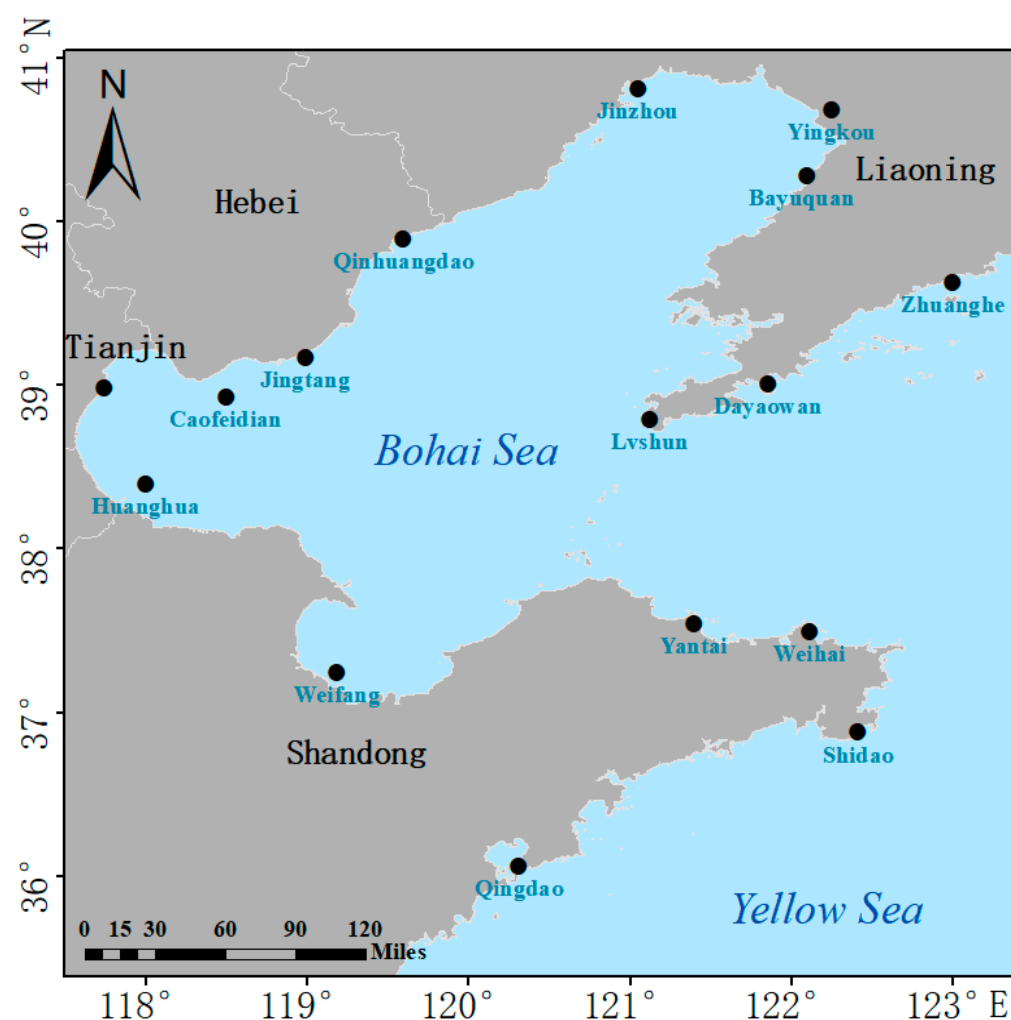 41°N
N
Jinzhou
Yingkou
Liaoning
Bayuquan
Hebei
40°
Qinhuangdao
Zhuanghe
Tianjin
Jingtang
39°
Caofeidian
Dayaowan
Lvshun
Bohai Sea
Huanghua
38°
Yantai
Weihai
Weifang
37°
Shandong
Shidao
36°
Qingdao
Yellow Sea
0 15 30 60 90 120
Miles
118° 119° 120° 121° 122° 123° E